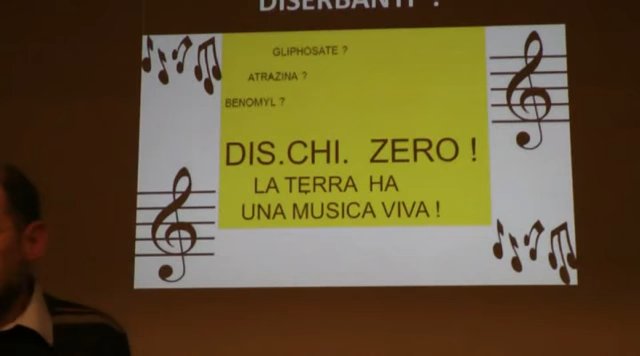 DISERBANTI ?
GLIPHOSATE ?
ATRAZINA ?
BENOMYL ?
DIS.CHI. ZERO !
LA TERRA HA
UNA MUSICA VIVA !